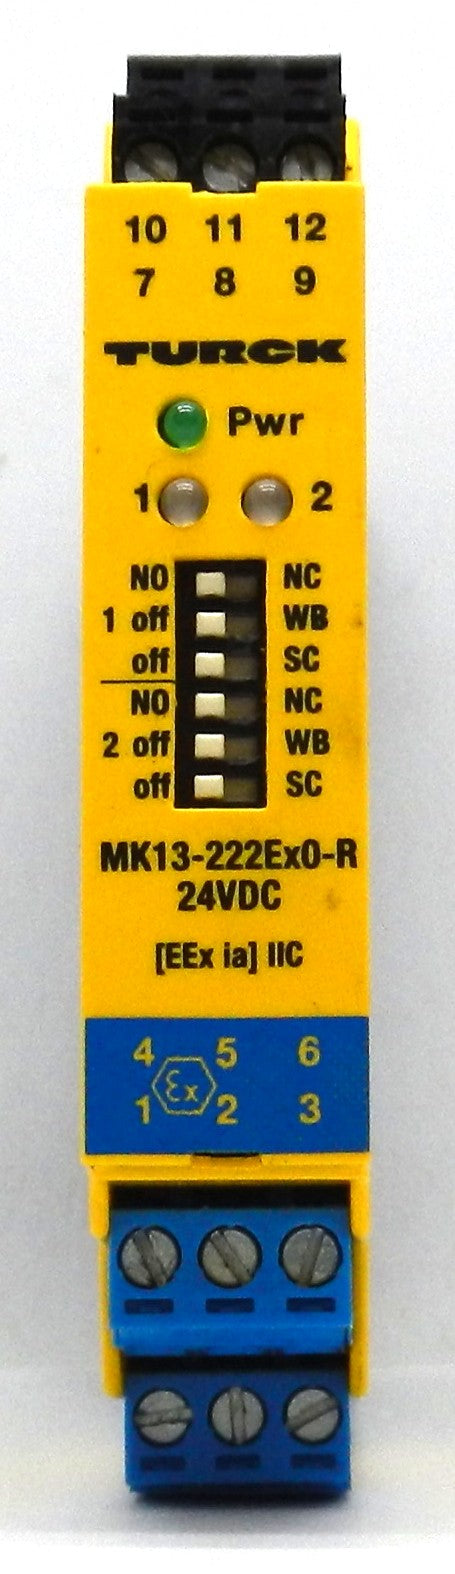 10 11 12
7 8 9
TURCK
Pwr
1 2
NO NC
1 off WB
off SC
NO NC
2 off WB
off SC
MK13-222Ex0-R
24VDC
[EEx ia] IIC
4 5 6
εx
1 2 3